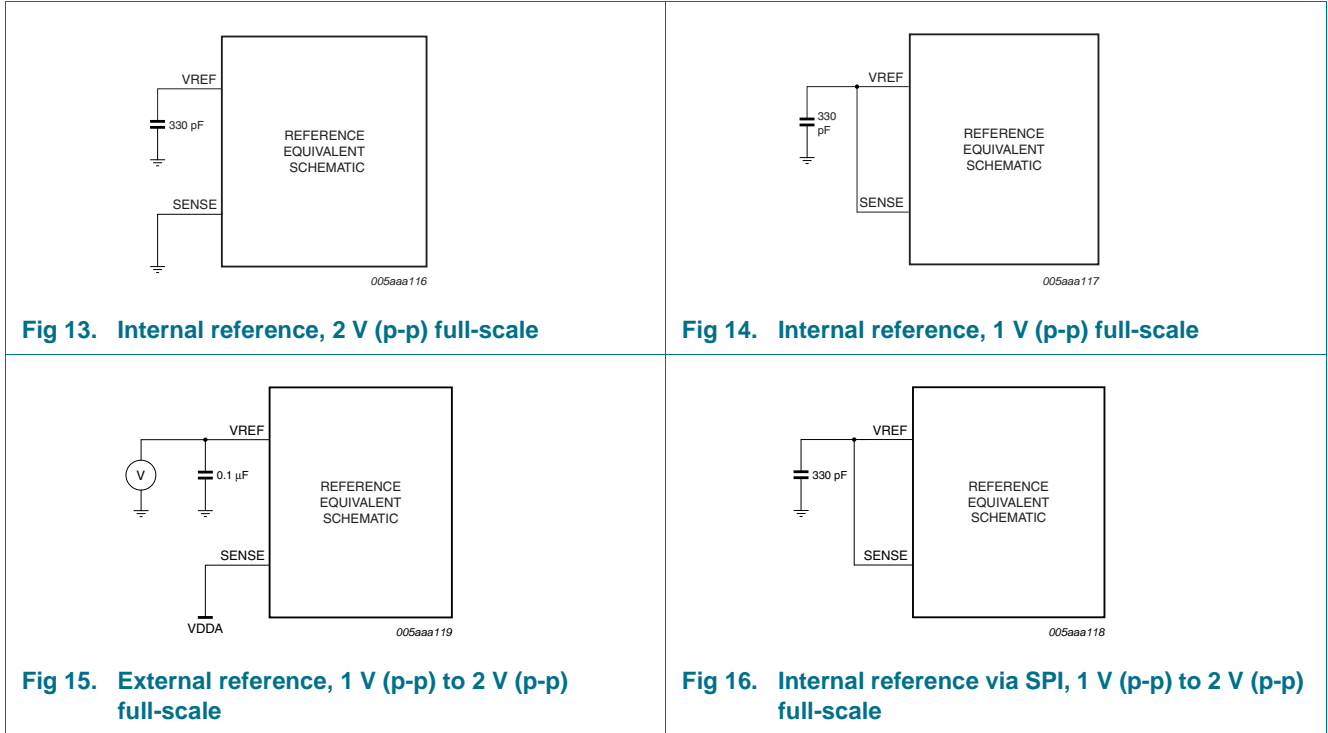 VREF
330 pF
REFERENCE
EQUIVALENT
SCHEMATIC
SENSE
005aaa116
Fig 13. Internal reference, 2 V (p-p) full-scale
VREF
330
pF
REFERENCE
EQUIVALENT
SCHEMATIC
SENSE
005aaa117
Fig 14. Internal reference, 1 V (p-p) full-scale
VREF
V
0.1 μF
REFERENCE
EQUIVALENT
SCHEMATIC
SENSE
VDDA
005aaa119
Fig 15. External reference, 1 V (p-p) to 2 V (p-p)
full-scale
VREF
330 pF
REFERENCE
EQUIVALENT
SCHEMATIC
SENSE
005aaa118
Fig 16. Internal reference via SPI, 1 V (p-p) to 2 V (p-p)
full-scale